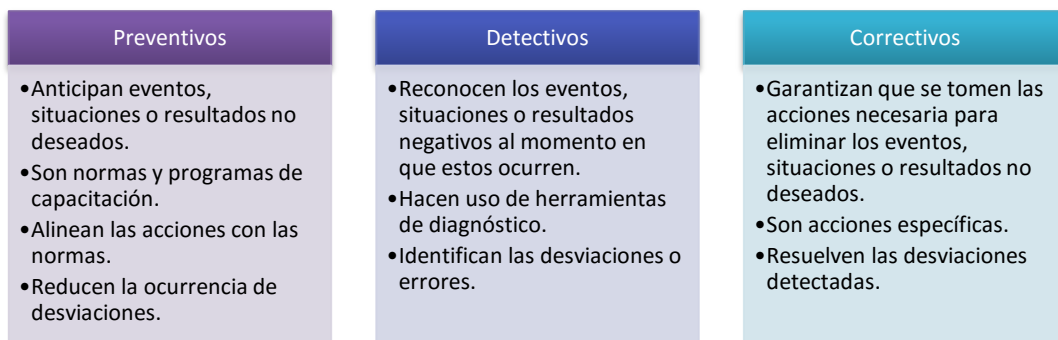 Preventivos
•Anticipan eventos,
situaciones o resultados no
deseados.
•Son normas y programas de
capacitación.
•Alinean las acciones con las
normas.
•Reducen la ocurrencia de
desviaciones.
Detectivos
•Reconocen los eventos,
situaciones o resultados
negativos al momento en
que estos ocurren.
•Hacen uso de herramientas
de diagnóstico.
•Identifican las desviaciones o
errores.
Correctivos
•Garantizan que se tomen las
acciones necesaria para
eliminar los eventos,
situaciones o resultados no
deseados.
•Son acciones específicas.
•Resuelven las desviaciones
detectadas.